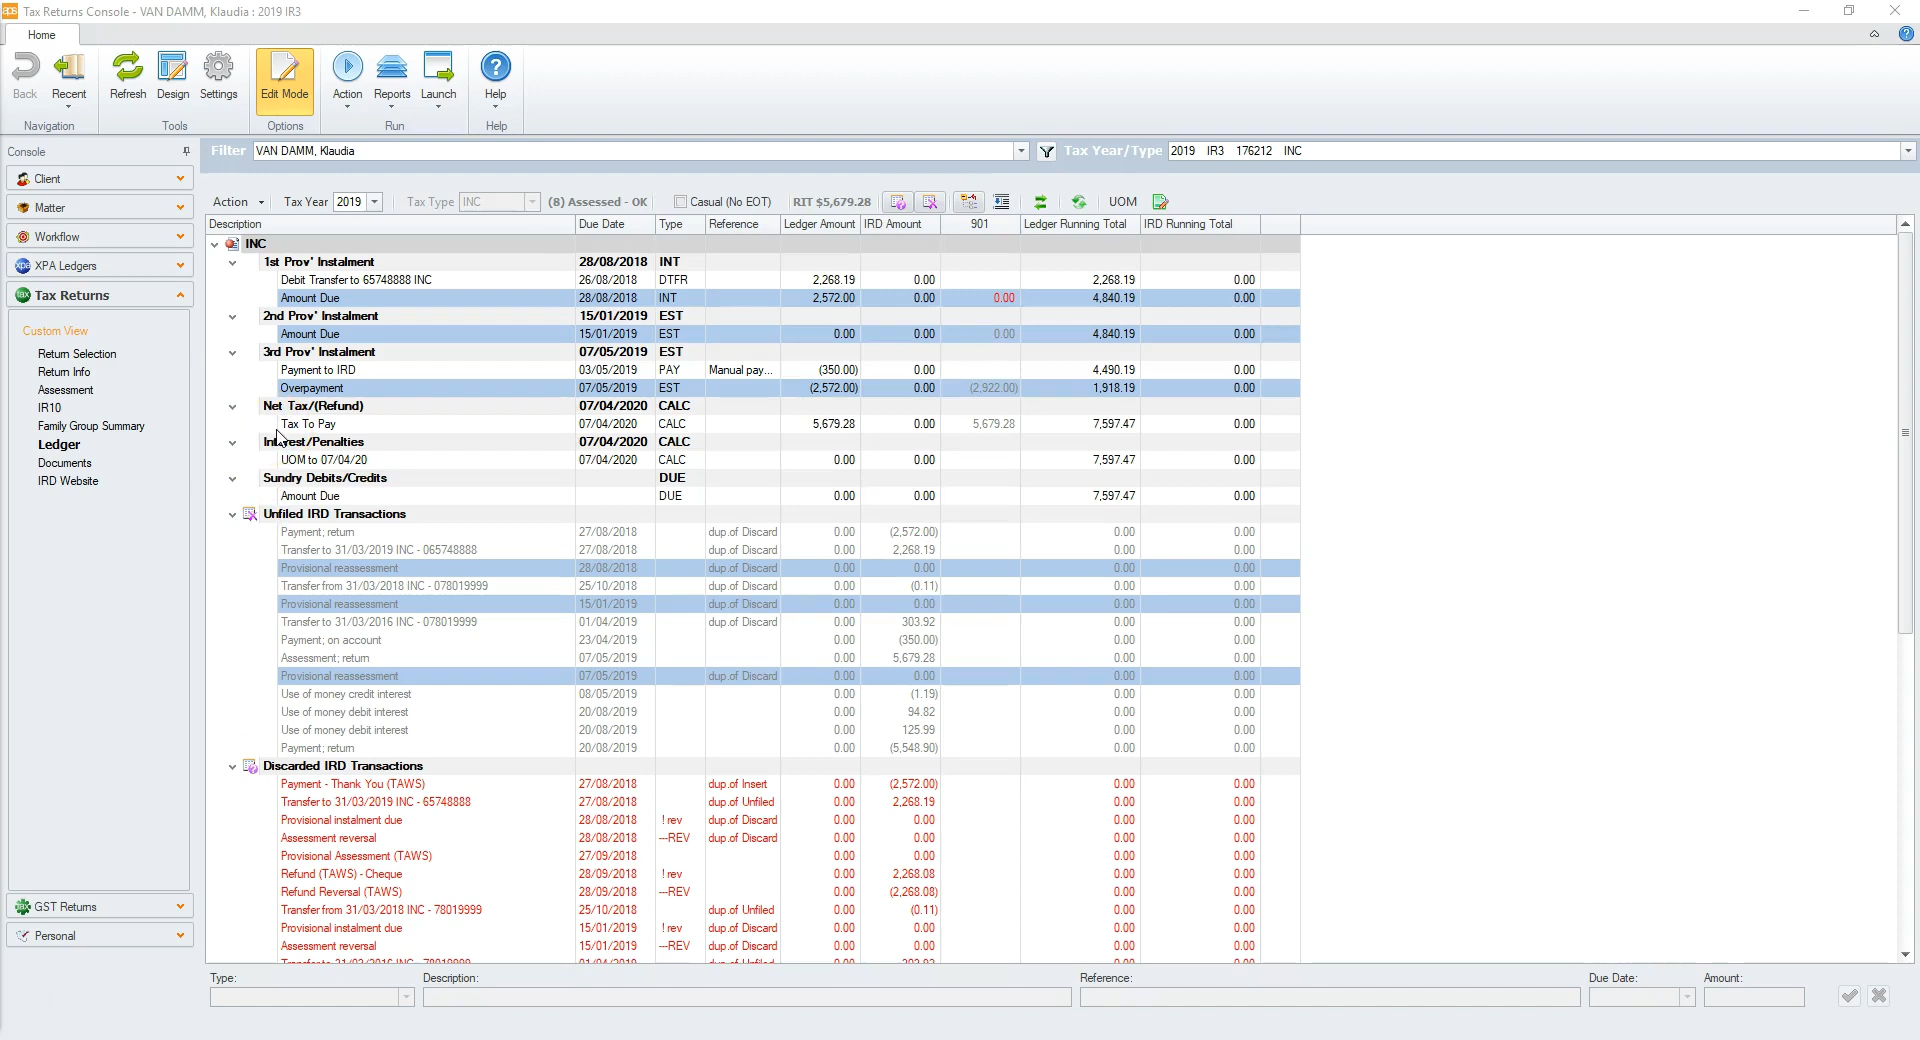 aps Tax Returns Console - VAN DAMM, Klaudia : 2019 IR3
Home
Back Recent Refresh Design Settings Edit Mode Action Reports Launch Help
Navigation Tools Options Run Help
Console
Client
Matter
Workflow
XPA Ledgers
Tax Returns
Custom View
Return Selection
Return Info
Assessment
IR10
Family Group Summary
Ledger
Documents
IRD Website
GST Returns
Personal
Filter VAN DAMM, Klaudia Tax Year/Type 2019 IR3 176212 INC
Action Tax Year 2019 Tax Type INC (8) Assessed - OK Casual (No EOT) RIT $5,679.28 UOM
Description Due Date Type Reference Ledger Amount IRD Amount 901 Ledger Running Total IRD Running Total
INC
1st Prov' Instalment 28/08/2018 INT
Debit Transfer to 65748888 INC 26/08/2018 DTFR 2,268.19 0.00 2,268.19 0.00
Amount Due 28/08/2018 INT 2,572.00 0.00 0.00 4,840.19 0.00
2nd Prov' Instalment 15/01/2019 EST
Amount Due 15/01/2019 EST 0.00 0.00 0.00 4,840.19 0.00
3rd Prov' Instalment 07/05/2019 EST
Payment to IRD 03/05/2019 PAY Manual pay... (350.00) 0.00 4,490.19 0.00
Overpayment 07/05/2019 EST (2,572.00) 0.00 (2,922.00) 1,918.19 0.00
Net Tax/(Refund) 07/04/2020 CALC
Tax To Pay 07/04/2020 CALC 5,679.28 0.00 5,679.28 7,597.47 0.00
Interest/Penalties 07/04/2020 CALC
UOM to 07/04/20 07/04/2020 CALC 0.00 0.00 7,597.47 0.00
Sundry Debits/Credits DUE
Amount Due DUE 0.00 0.00 7,597.47 0.00
Unfiled IRD Transactions
Payment; return 27/08/2018 dup.of Discard 0.00 (2,572.00) 0.00 0.00
Transfer to 31/03/2019 INC - 065748888 27/08/2018 dup.of Discard 0.00 2,268.19 0.00 0.00
Provisional reassessment 28/08/2018 dup.of Discard 0.00 0.00 0.00 0.00
Transfer from 31/03/2018 INC - 078019999 25/10/2018 dup.of Discard 0.00 (0.11) 0.00 0.00
Provisional reassessment 15/01/2019 dup.of Discard 0.00 0.00 0.00 0.00
Transfer to 31/03/2016 INC - 078019999 01/04/2019 dup.of Discard 0.00 303.92 0.00 0.00
Payment; on account 23/04/2019 0.00 (350.00) 0.00 0.00
Assessment; return 07/05/2019 0.00 5,679.28 0.00 0.00
Provisional reassessment 07/05/2019 dup.of Discard 0.00 0.00 0.00 0.00
Use of money credit interest 08/05/2019 0.00 (1.19) 0.00 0.00
Use of money debit interest 20/08/2019 0.00 94.82 0.00 0.00
Use of money debit interest 20/08/2019 0.00 125.99 0.00 0.00
Payment; return 20/08/2019 0.00 (5,548.90) 0.00 0.00
Discarded IRD Transactions
Payment - Thank You (TAWS) 27/08/2018 dup.of Insert 0.00 (2,572.00) 0.00 0.00
Transfer to 31/03/2019 INC - 65748888 27/08/2018 dup.of Unfiled 0.00 2,268.19 0.00 0.00
Provisional instalment due 28/08/2018 ! rev dup.of Discard 0.00 0.00 0.00 0.00
Assessment reversal 28/08/2018 ---REV dup.of Discard 0.00 0.00 0.00 0.00
Provisional Assessment (TAWS) 27/09/2018 0.00 0.00 0.00 0.00
Refund (TAWS) - Cheque 28/09/2018 ! rev 0.00 2,268.08 0.00 0.00
Refund Reversal (TAWS) 28/09/2018 ---REV 0.00 (2,268.08) 0.00 0.00
Transfer from 31/03/2018 INC - 78019999 25/10/2018 dup.of Unfiled 0.00 (0.11) 0.00 0.00
Provisional instalment due 15/01/2019 ! rev dup.of Discard 0.00 0.00 0.00 0.00
Assessment reversal 15/01/2019 ---REV dup.of Discard 0.00 0.00 0.00 0.00
Type: Description: Reference: Due Date: Amount: